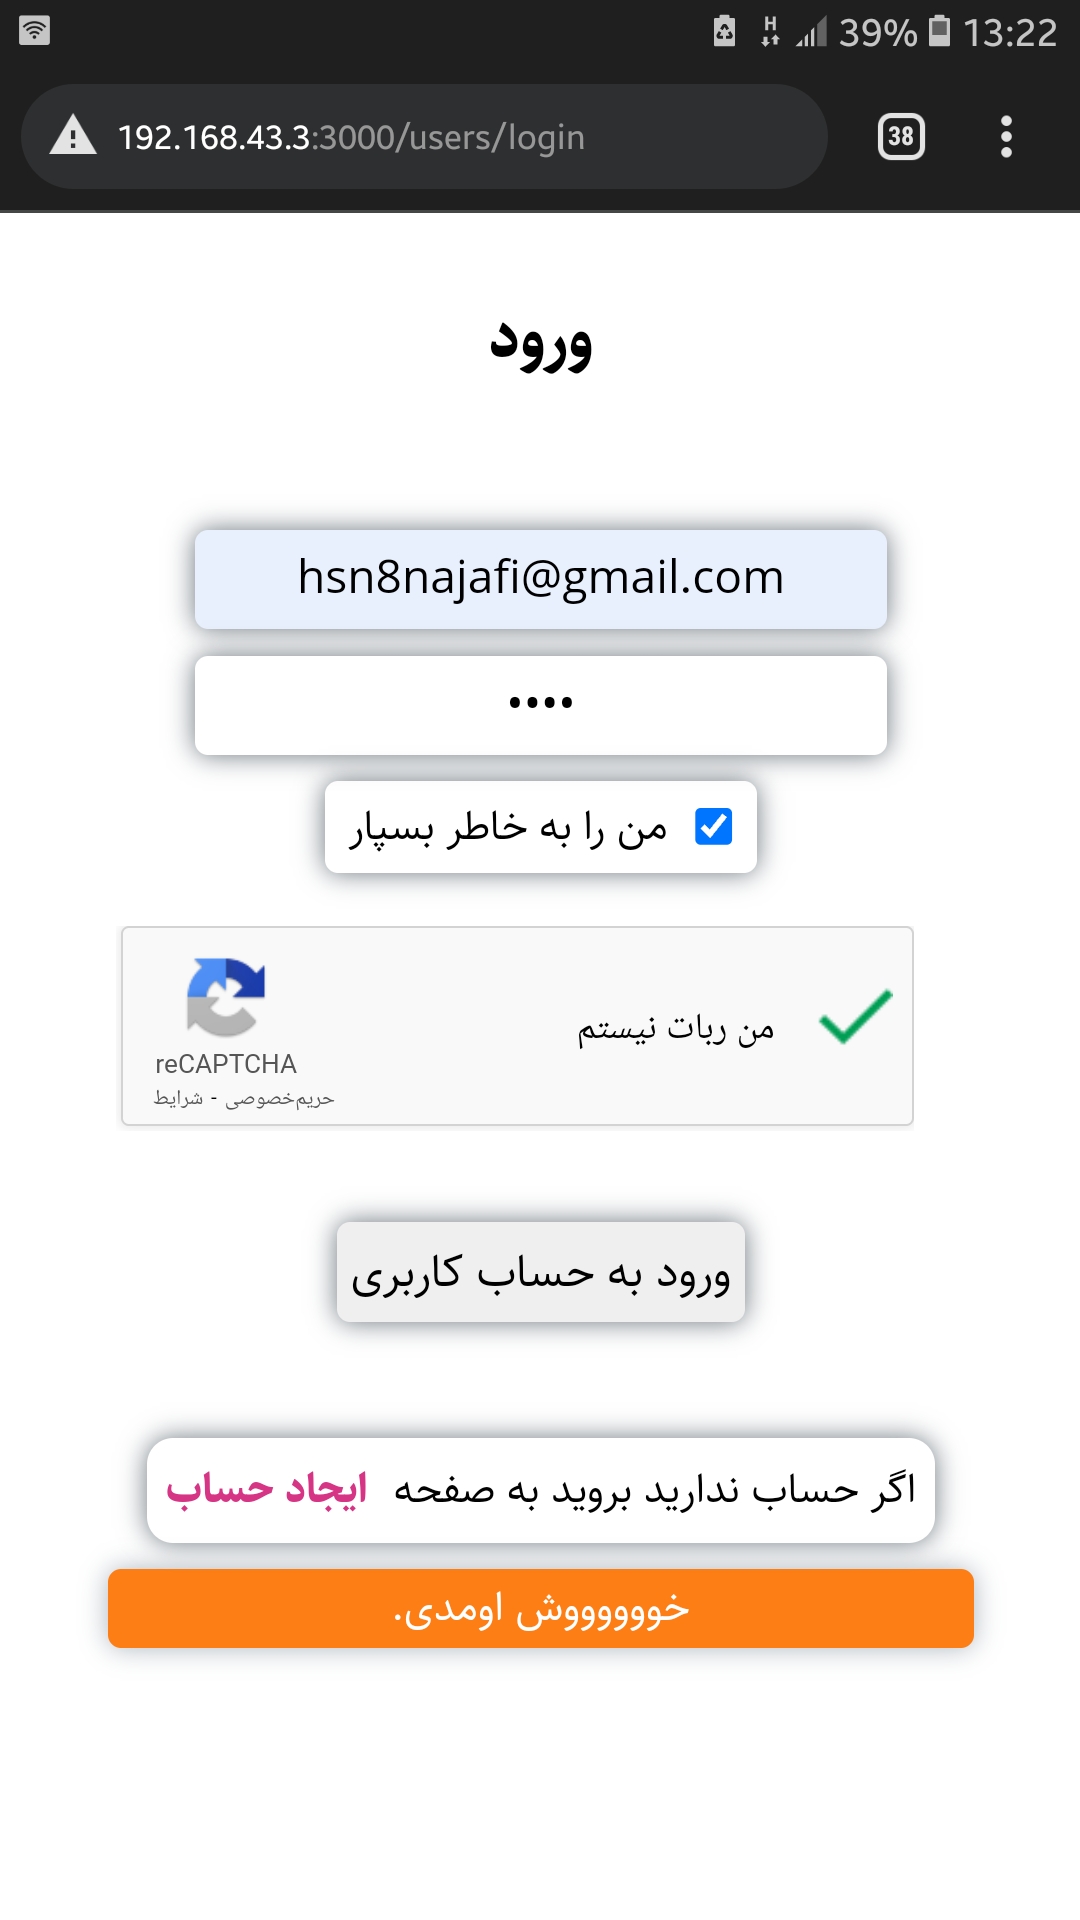 H
39%
13:22
192.168.43.3:3000/users/login
38
ورود
hsn8najafi@gmail.com
••••
من را به خاطر بسپار
من ربات نیستم
reCAPTCHA
حریم‌خصوصی - شرایط
ورود به حساب کاربری
اگر حساب ندارید بروید به صفحه ایجاد حساب
خوووووووش اومدی.